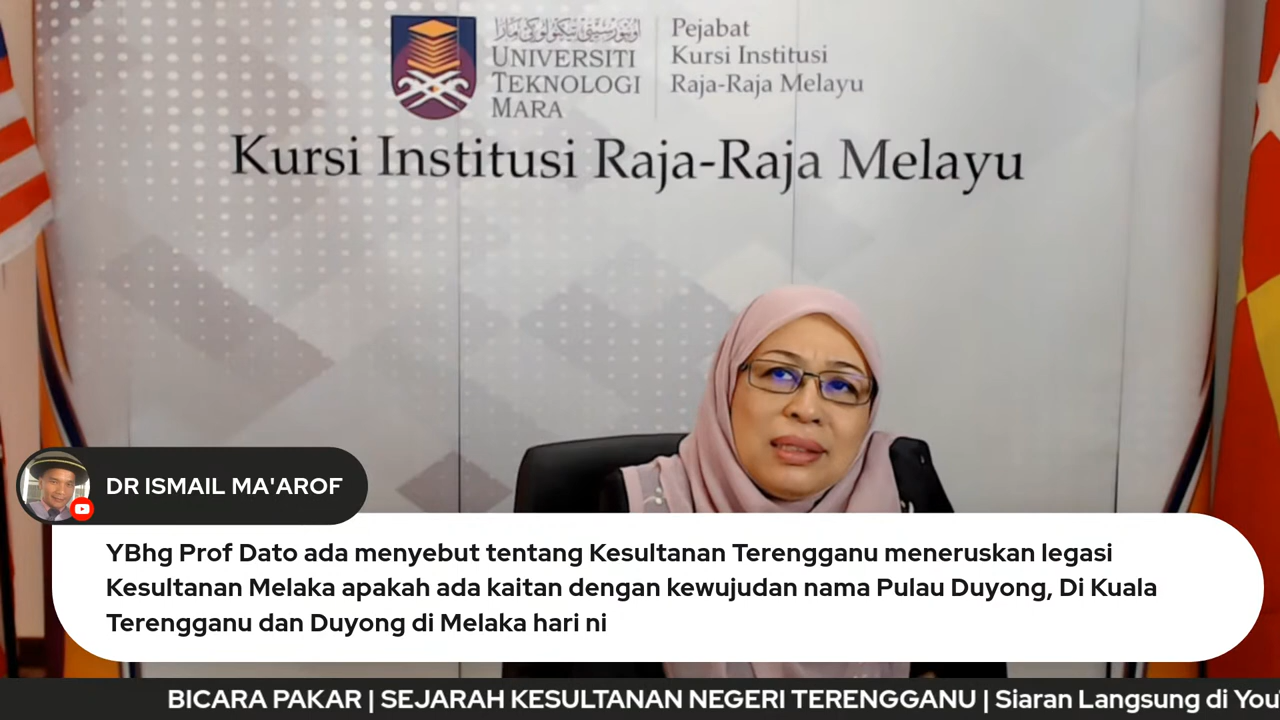 اونيۏرسيتي تيكنولوڬي مارا
UNIVERSITI
TEKNOLOGI
MARA
Pejabat
Kursi Institusi
Raja-Raja Melayu
Kursi Institusi Raja-Raja Melayu
DR ISMAIL MA'AROF
YBhg Prof Dato ada menyebut tentang Kesultanan Terengganu meneruskan legasi
Kesultanan Melaka apakah ada kaitan dengan kewujudan nama Pulau Duyong, Di Kuala
Terengganu dan Duyong di Melaka hari ni
BICARA PAKAR | SEJARAH KESULTANAN NEGERI TERENGGANU | Siaran Langsung di You